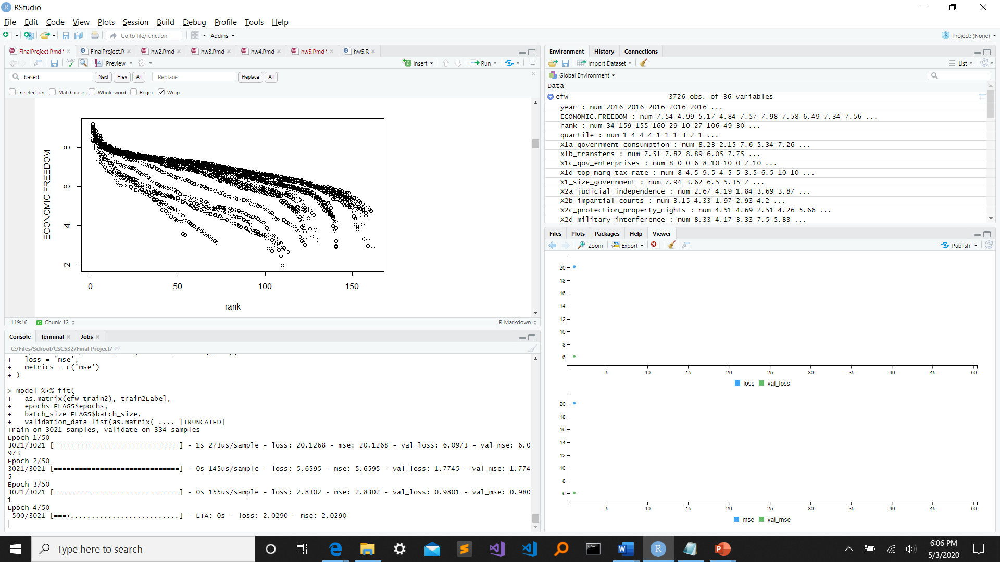 RStudio
File Edit Code View Plots Session Build Debug Profile Tools Help
Go to file/function Addins Project: (None)
FinalProject.Rmd* FinalProject.R hw2.Rmd hw3.Rmd hw4.Rmd hw5.Rmd* hw5.R
ABC Preview Insert Run
based Next Prev All Replace Replace All
In selection Match case Whole word Regex Wrap
ECONOMIC.FREEDOM
8
6
4
2
0 50 100 150
rank
119:16 Chunk 12 R Markdown
Console Terminal Jobs
C:/Files/School/CSC532/Final Project/
+ loss = 'mse',
+ metrics = c('mse')
+ )
> model %>% fit(
+ as.matrix(efw_train2), train2Label,
+ epochs=FLAGS$epochs,
+ batch_size=FLAGS$batch_size,
+ validation_data=list(as.matrix( .... [TRUNCATED]
Train on 3021 samples, validate on 334 samples
Epoch 1/50
3021/3021 [==============================] - 1s 273us/sample - loss: 20.1268 - mse: 20.1268 - val_loss: 6.0973 - val_mse: 6.0
973
Epoch 2/50
3021/3021 [==============================] - 0s 145us/sample - loss: 5.6595 - mse: 5.6595 - val_loss: 1.7745 - val_mse: 1.774
5
Epoch 3/50
3021/3021 [==============================] - 0s 155us/sample - loss: 2.8302 - mse: 2.8302 - val_loss: 0.9801 - val_mse: 0.980
1
Epoch 4/50
500/3021 [===>..........................] - ETA: 0s - loss: 2.0290 - mse: 2.0290
Environment History Connections
Import Dataset List
Global Environment
Data
efw 3726 obs. of 36 variables
year : num 2016 2016 2016 2016 2016 ...
ECONOMIC.FREEDOM : num 7.54 4.99 5.17 4.84 7.57 7.98 7.58 6.49 7.34 7.56 ...
rank : num 34 159 155 160 29 10 27 106 49 30 ...
quartile : num 1 4 4 4 1 1 1 3 2 1 ...
X1a_government_consumption : num 8.23 2.15 7.6 5.34 7.26 ...
X1b_transfers : num 7.51 7.82 8.89 6.05 7.75 ...
X1c_gov_enterprises : num 8 0 0 6 8 10 10 0 7 10 ...
X1d_top_marg_tax_rate : num 8 4.5 9.5 4 5 5 3.5 6.5 10 10 ...
X1_size_government : num 7.94 3.62 6.5 5.35 7 ...
X2a_judicial_independence : num 2.67 4.19 1.84 3.69 3.87 ...
X2b_impartial_courts : num 3.15 4.33 1.97 2.93 4.2 ...
X2c_protection_property_rights : num 4.51 4.69 2.51 4.26 5.66 ...
X2d_military_interference : num 8.33 4.17 3.33 7.5 5.83 ...
Files Plots Packages Help Viewer
Zoom Export Publish
20
18
16
14
12
10
8
6
5 10 15 20 25 30 35 40 45 50
loss val_loss
20
18
16
14
12
10
8
6
5 10 15 20 25 30 35 40 45 50
mse val_mse
Type here to search
6:06 PM
5/3/2020